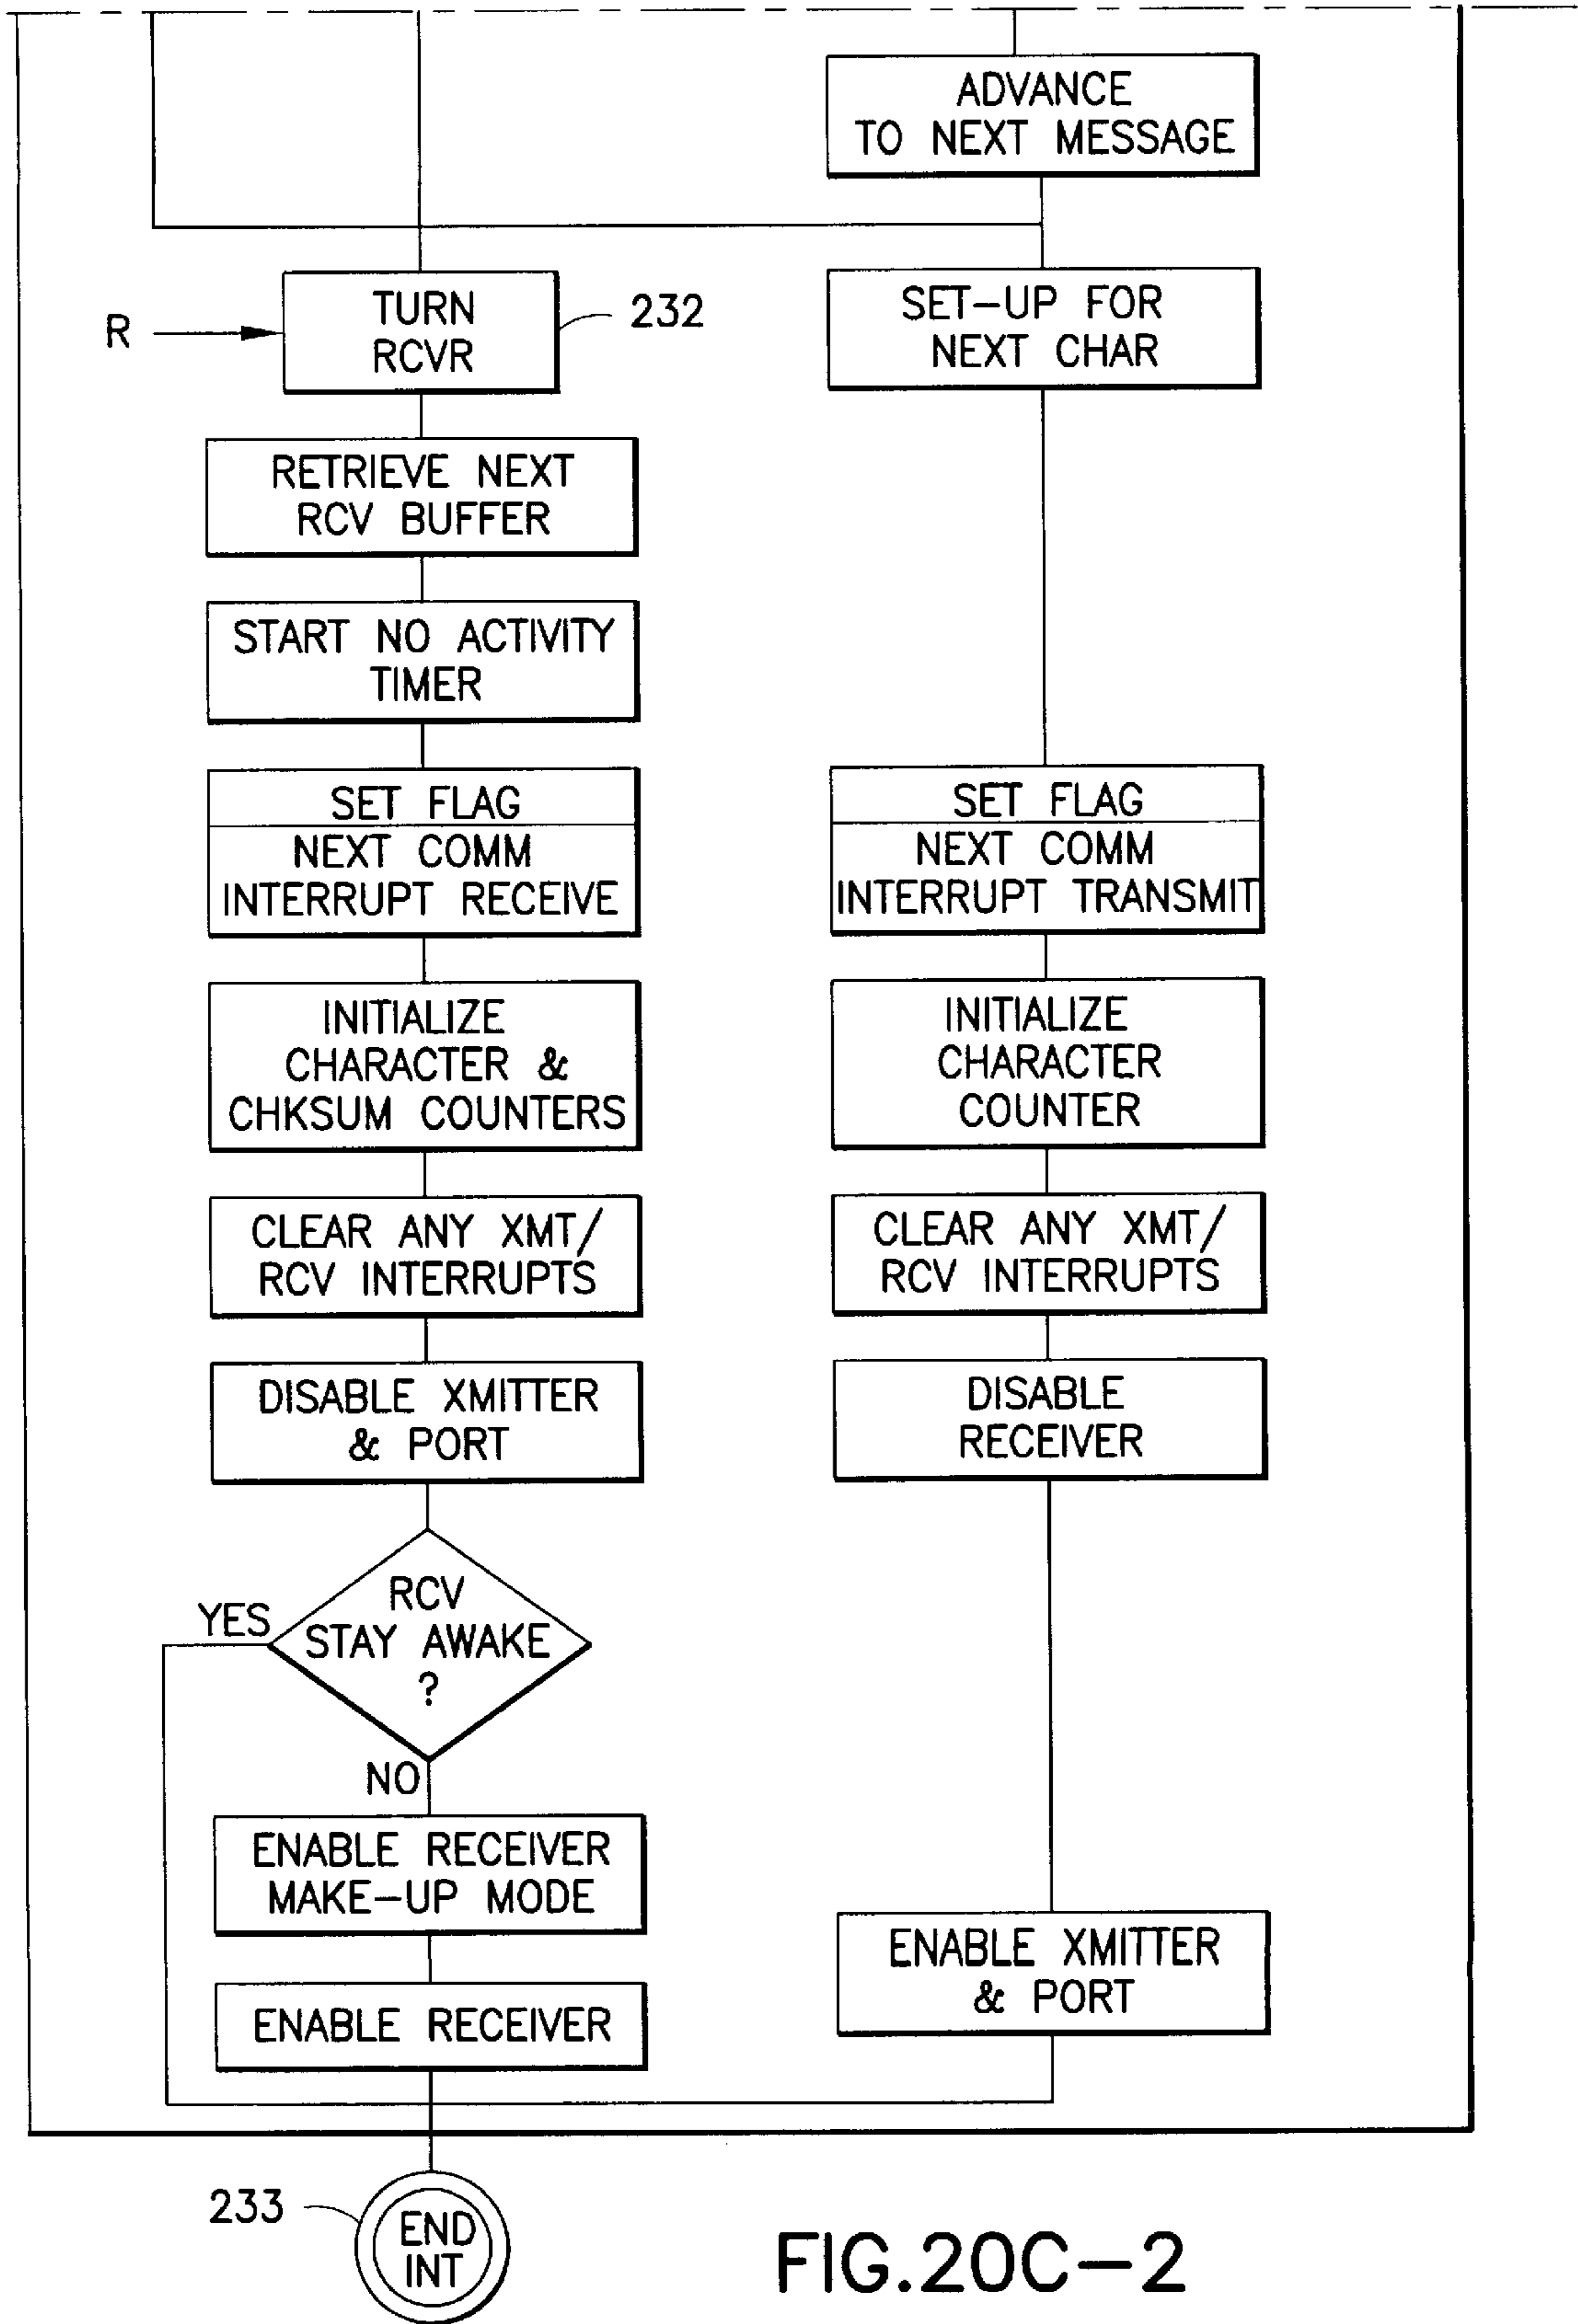 ADVANCE
TO NEXT MESSAGE
R
TURN
RCVR
232
SET-UP FOR
NEXT CHAR
RETRIEVE NEXT
RCV BUFFER
START NO ACTIVITY
TIMER
SET FLAG
NEXT COMM
INTERRUPT RECEIVE
SET FLAG
NEXT COMM
INTERRUPT TRANSMIT
INITIALIZE
CHARACTER &
CHKSUM COUNTERS
INITIALIZE
CHARACTER
COUNTER
CLEAR ANY XMT/
RCV INTERRUPTS
CLEAR ANY XMT/
RCV INTERRUPTS
DISABLE XMITTER
& PORT
DISABLE
RECEIVER
RCV
STAY AWAKE
?
YES
NO
ENABLE RECEIVER
MAKE-UP MODE
ENABLE XMITTER
& PORT
ENABLE RECEIVER
233
END
INT
FIG.20C-2